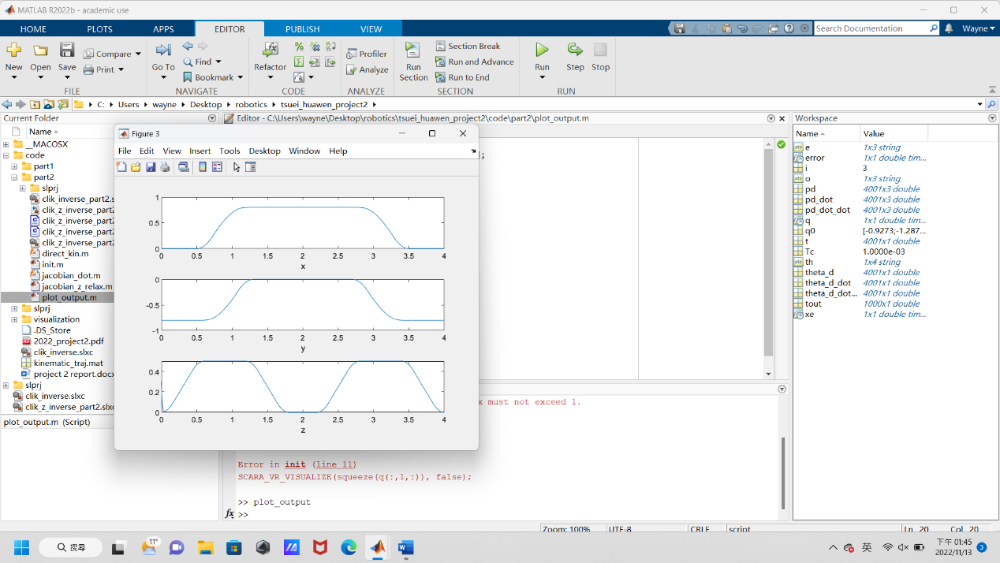 MATLAB R2022b - academic use
HOME PLOTS APPS EDITOR PUBLISH VIEW
Search Documentation
Wayne
New Open Save Compare Print
Go To Find Bookmark
Refactor
Profiler
Analyze
Run Section
Section Break
Run and Advance
Run to End
Run Step Stop
FILE NAVIGATE CODE ANALYZE SECTION RUN
C: Users wayne Desktop robotics tsuei_huawen_project2
Current Folder
Name
__MACOSX
code
part1
part2
slprj
clik_inverse_part2.s
clik_z_inverse_part2
clik_z_inverse_part2
clik_z_inverse_part2
clik_z_inverse_part2
direct_kin.m
init.m
jacobian_dot.m
jacobian_z_relax.m
plot_output.m
slprj
visualization
.DS_Store
2022_project2.pdf
clik_inverse.slxc
kinematic_traj.mat
project 2 report.docx
slprj
clik_inverse.slxc
clik_z_inverse_part2.slxc
plot_output.m (Script)
Editor - C:\Users\wayne\Desktop\robotics\tsuei_huawen_project2\code\part2\plot_output.m
;
Figure 3
File Edit View Insert Tools Desktop Window Help
1
0.5
0
0 0.5 1 1.5 2 2.5 3 3.5 4
x
0
-0.5
-1
0 0.5 1 1.5 2 2.5 3 3.5 4
y
0.4
0.2
0
0 0.5 1 1.5 2 2.5 3 3.5 4
z
x must not exceed 1.
Error in init (line 11)
SCARA_VR_VISUALIZE(squeeze(q(:,1,:)), false);
>> plot_output
fx >>
Workspace
Name Value
e 1x3 string
error 1x1 double tim...
i 3
o 1x3 string
pd 4001x3 double
pd_dot 4001x3 double
pd_dot_dot 4001x3 double
q 1x1 double tim...
q0 [-0.9273;-1.287...
t 4001x1 double
Tc 1.0000e-03
th 1x4 string
theta_d 4001x1 double
theta_d_dot 4001x1 double
theta_d_dot... 4001x1 double
tout 1000x1 double
xe 1x1 double tim...
Zoom: 100% UTF-8 CRLF script Ln 20 Col 20
搜尋
11°
英
下午 01:45
2022/11/13
3